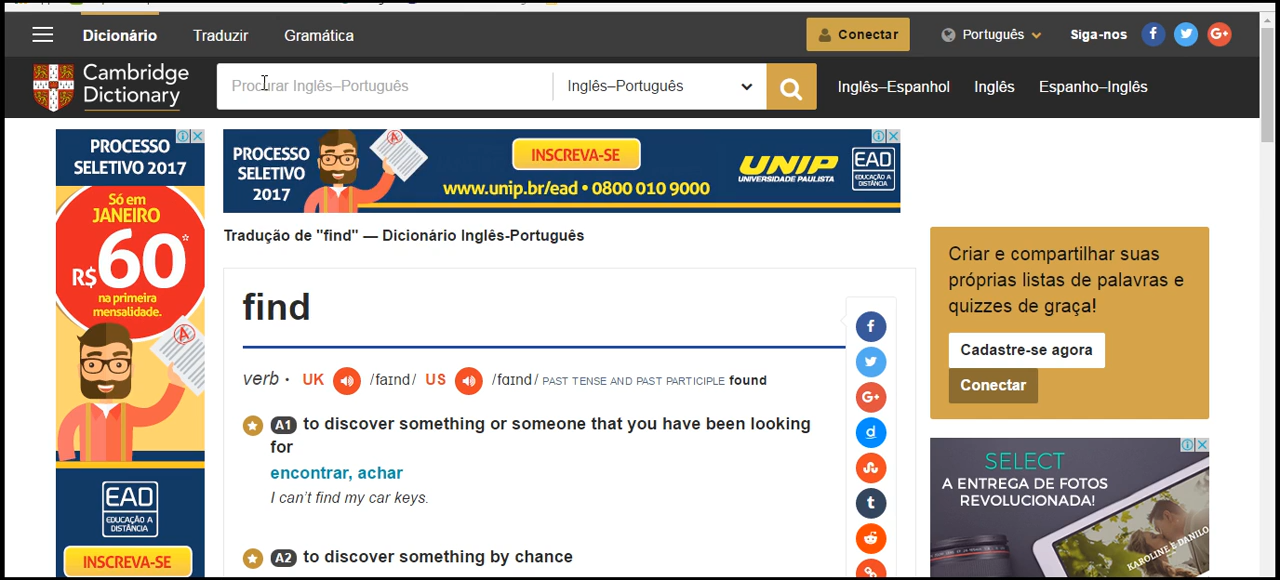 Dicionário Traduzir Gramática Conectar Português Siga-nos
Cambridge
Dictionary
Procurar Inglês–Português Inglês–Português Inglês–Espanhol Inglês Espanho–Inglês
PROCESSO
SELETIVO 2017
Só em
JANEIRO
R$60*
na primeira
mensalidade.
EAD
EDUCAÇÃO A
DISTÂNCIA
INSCREVA-SE
PROCESSO
SELETIVO
2017
INSCREVA-SE
www.unip.br/ead • 0800 010 9000
UNIP
UNIVERSIDADE PAULISTA
EAD
EDUCAÇÃO A
DISTÂNCIA
Tradução de "find" — Dicionário Inglês-Português
find
verb • UK /faɪnd/ US /fɑɪnd/ PAST TENSE AND PAST PARTICIPLE found
A1 to discover something or someone that you have been looking
for
encontrar, achar
I can't find my car keys.
A2 to discover something by chance
Criar e compartilhar suas
próprias listas de palavras e
quizzes de graça!
Cadastre-se agora
Conectar
SELECT
A ENTREGA DE FOTOS
REVOLUCIONADA!
KAROLINE E DANILO